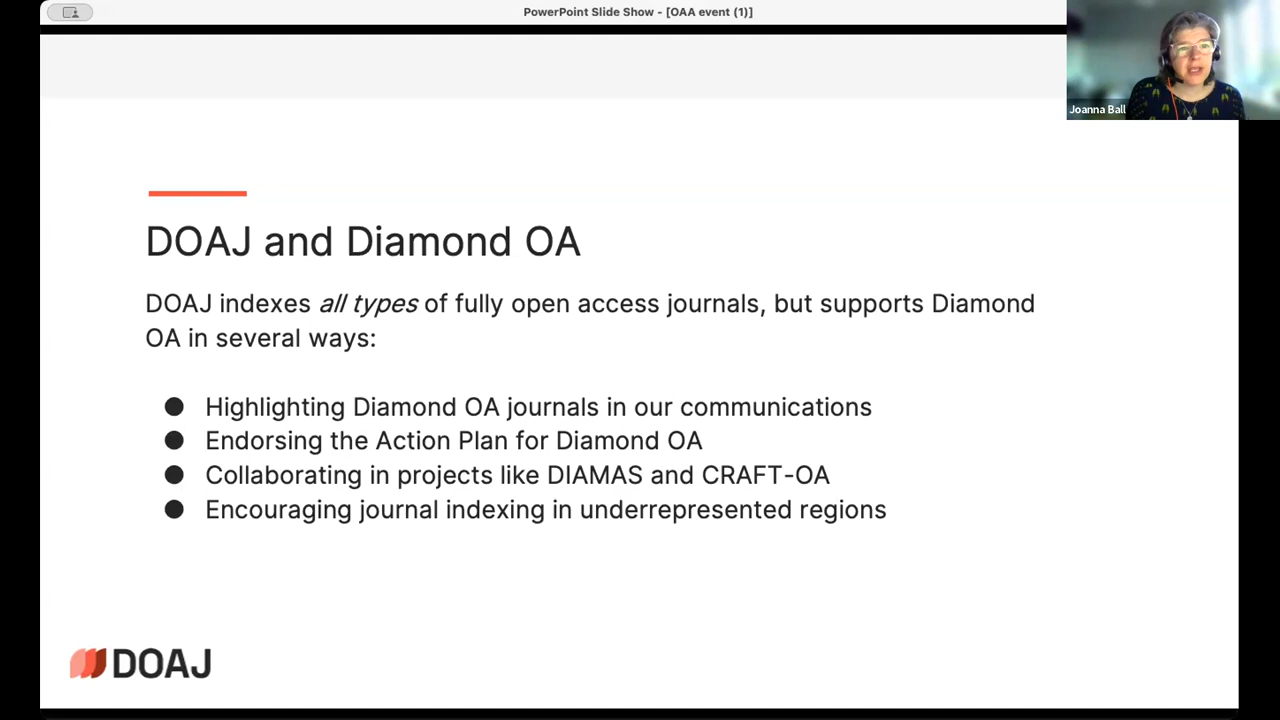 PowerPoint Slide Show - [OAA event (1)]
Joanna Ball
DOAJ and Diamond OA
DOAJ indexes all types of fully open access journals, but supports Diamond
OA in several ways:
● Highlighting Diamond OA journals in our communications
● Endorsing the Action Plan for Diamond OA
● Collaborating in projects like DIAMAS and CRAFT-OA
● Encouraging journal indexing in underrepresented regions
DOAJ